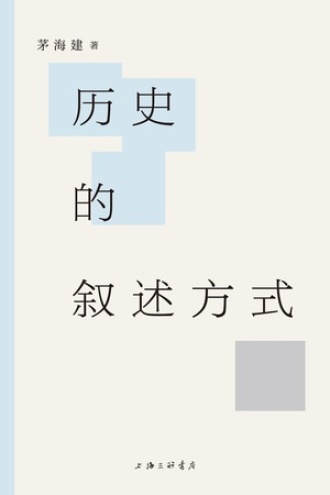 茅海建 著
历史
的
叙述方式
上海三联书店